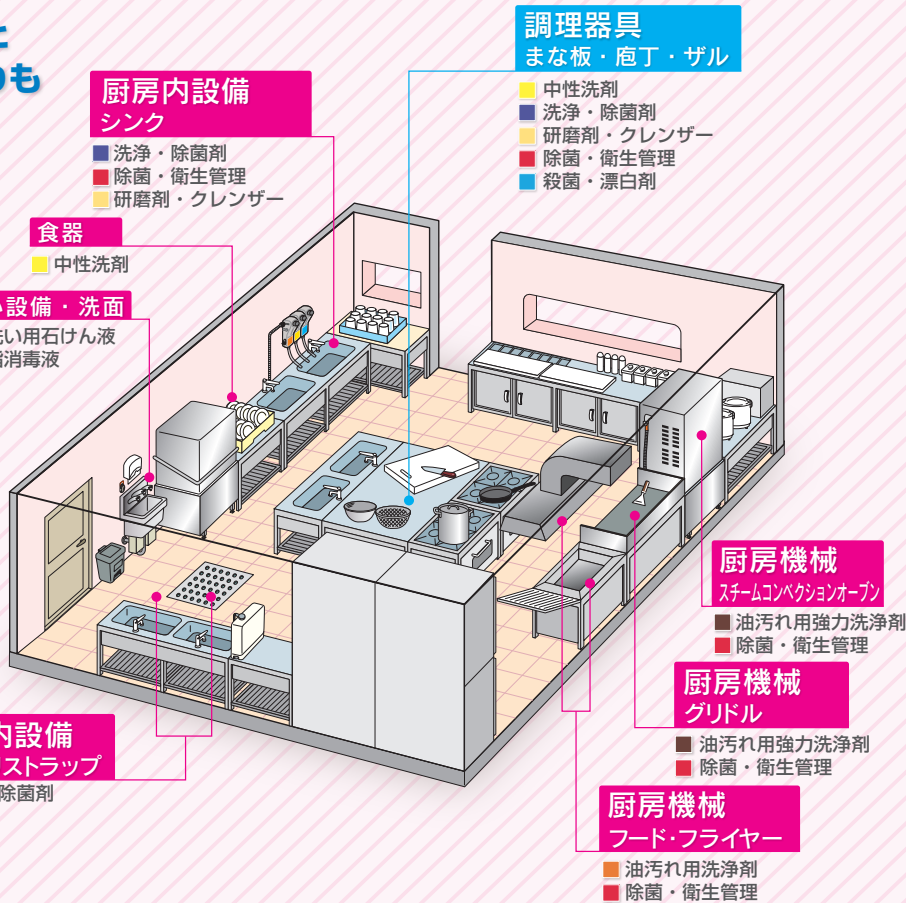 のも
調理器具
まな板・庖丁・ザル
中性洗剤
洗浄・除菌剤
研磨剤・クレンザー
除菌・衛生管理
殺菌・漂白剤
厨房内設備
シンク
洗浄・除菌剤
除菌・衛生管理
研磨剤・クレンザー
食器
中性洗剤
い設備・洗面
洗い用石けん液
指消毒液
厨房機械
スチームコンベクションオーブン
油汚れ用強力洗浄剤
除菌・衛生管理
厨房機械
グリドル
油汚れ用強力洗浄剤
除菌・衛生管理
内設備
リストラップ
除菌剤
厨房機械
フード・フライヤー
油汚れ用洗浄剤
除菌・衛生管理